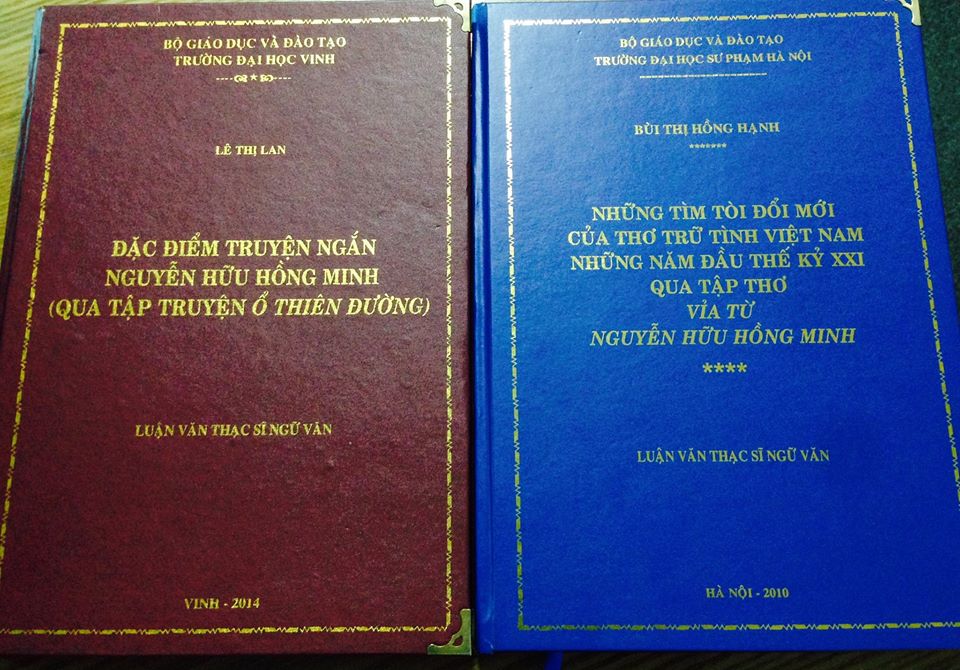 BỘ GIÁO DỤC VÀ ĐÀO TẠO
TRƯỜNG ĐẠI HỌC VINH
LÊ THỊ LAN
ĐẶC ĐIỂM TRUYỆN NGẮN
NGUYỄN HỮU HỒNG MINH
(QUA TẬP TRUYỆN Ổ THIÊN ĐƯỜNG)
LUẬN VĂN THẠC SĨ NGỮ VĂN
VINH - 2014
BỘ GIÁO DỤC VÀ ĐÀO TẠO
TRƯỜNG ĐẠI HỌC SƯ PHẠM HÀ NỘI
BÙI THỊ HỒNG HẠNH
*******
NHỮNG TÌM TÒI ĐỔI MỚI
CỦA THƠ TRỮ TÌNH VIỆT NAM
NHỮNG NĂM ĐẦU THẾ KỶ XXI
QUA TẬP THƠ
VỈA TỪ
NGUYỄN HỮU HỒNG MINH
****
LUẬN VĂN THẠC SĨ NGỮ VĂN
HÀ NỘI - 2010